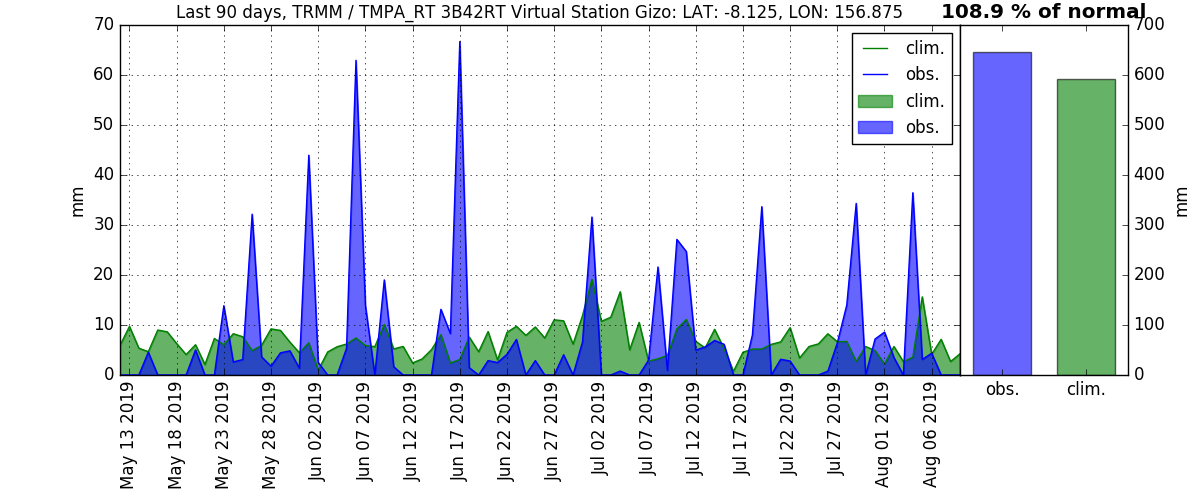 Last 90 days, TRMM / TMPA_RT 3B42RT Virtual Station Gizo: LAT: -8.125, LON: 156.875
108.9 % of normal
70
60
50
40
30
20
10
0
mm
clim.
obs.
clim.
obs.
700
600
500
400
300
200
100
0
mm
May 13 2019
May 18 2019
May 23 2019
May 28 2019
Jun 02 2019
Jun 07 2019
Jun 12 2019
Jun 17 2019
Jun 22 2019
Jun 27 2019
Jul 02 2019
Jul 07 2019
Jul 12 2019
Jul 17 2019
Jul 22 2019
Jul 27 2019
Aug 01 2019
Aug 06 2019
obs.
clim.